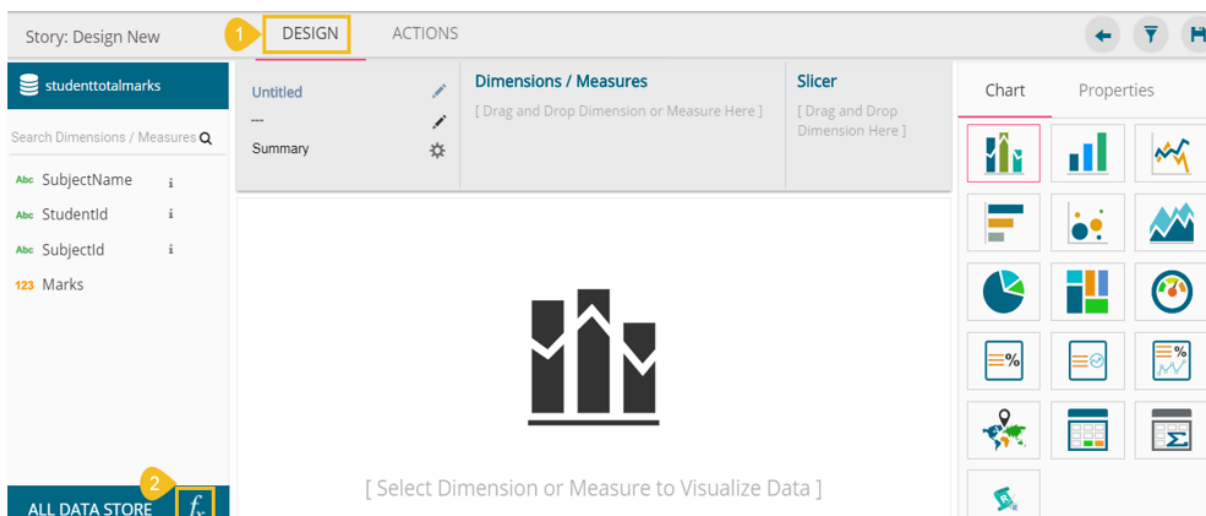 Story: Design New
1
DESIGN
ACTIONS
studenttotalmarks
Search Dimensions / Measures
Abc SubjectName i
Abc StudentId i
Abc SubjectId i
123 Marks
2
ALL DATA STORE fx
Untitled
---
Summary
Dimensions / Measures
[ Drag and Drop Dimension or Measure Here ]
Slicer
[ Drag and Drop
Dimension Here ]
[ Select Dimension or Measure to Visualize Data ]
Chart
Properties
%
%
Σ
R